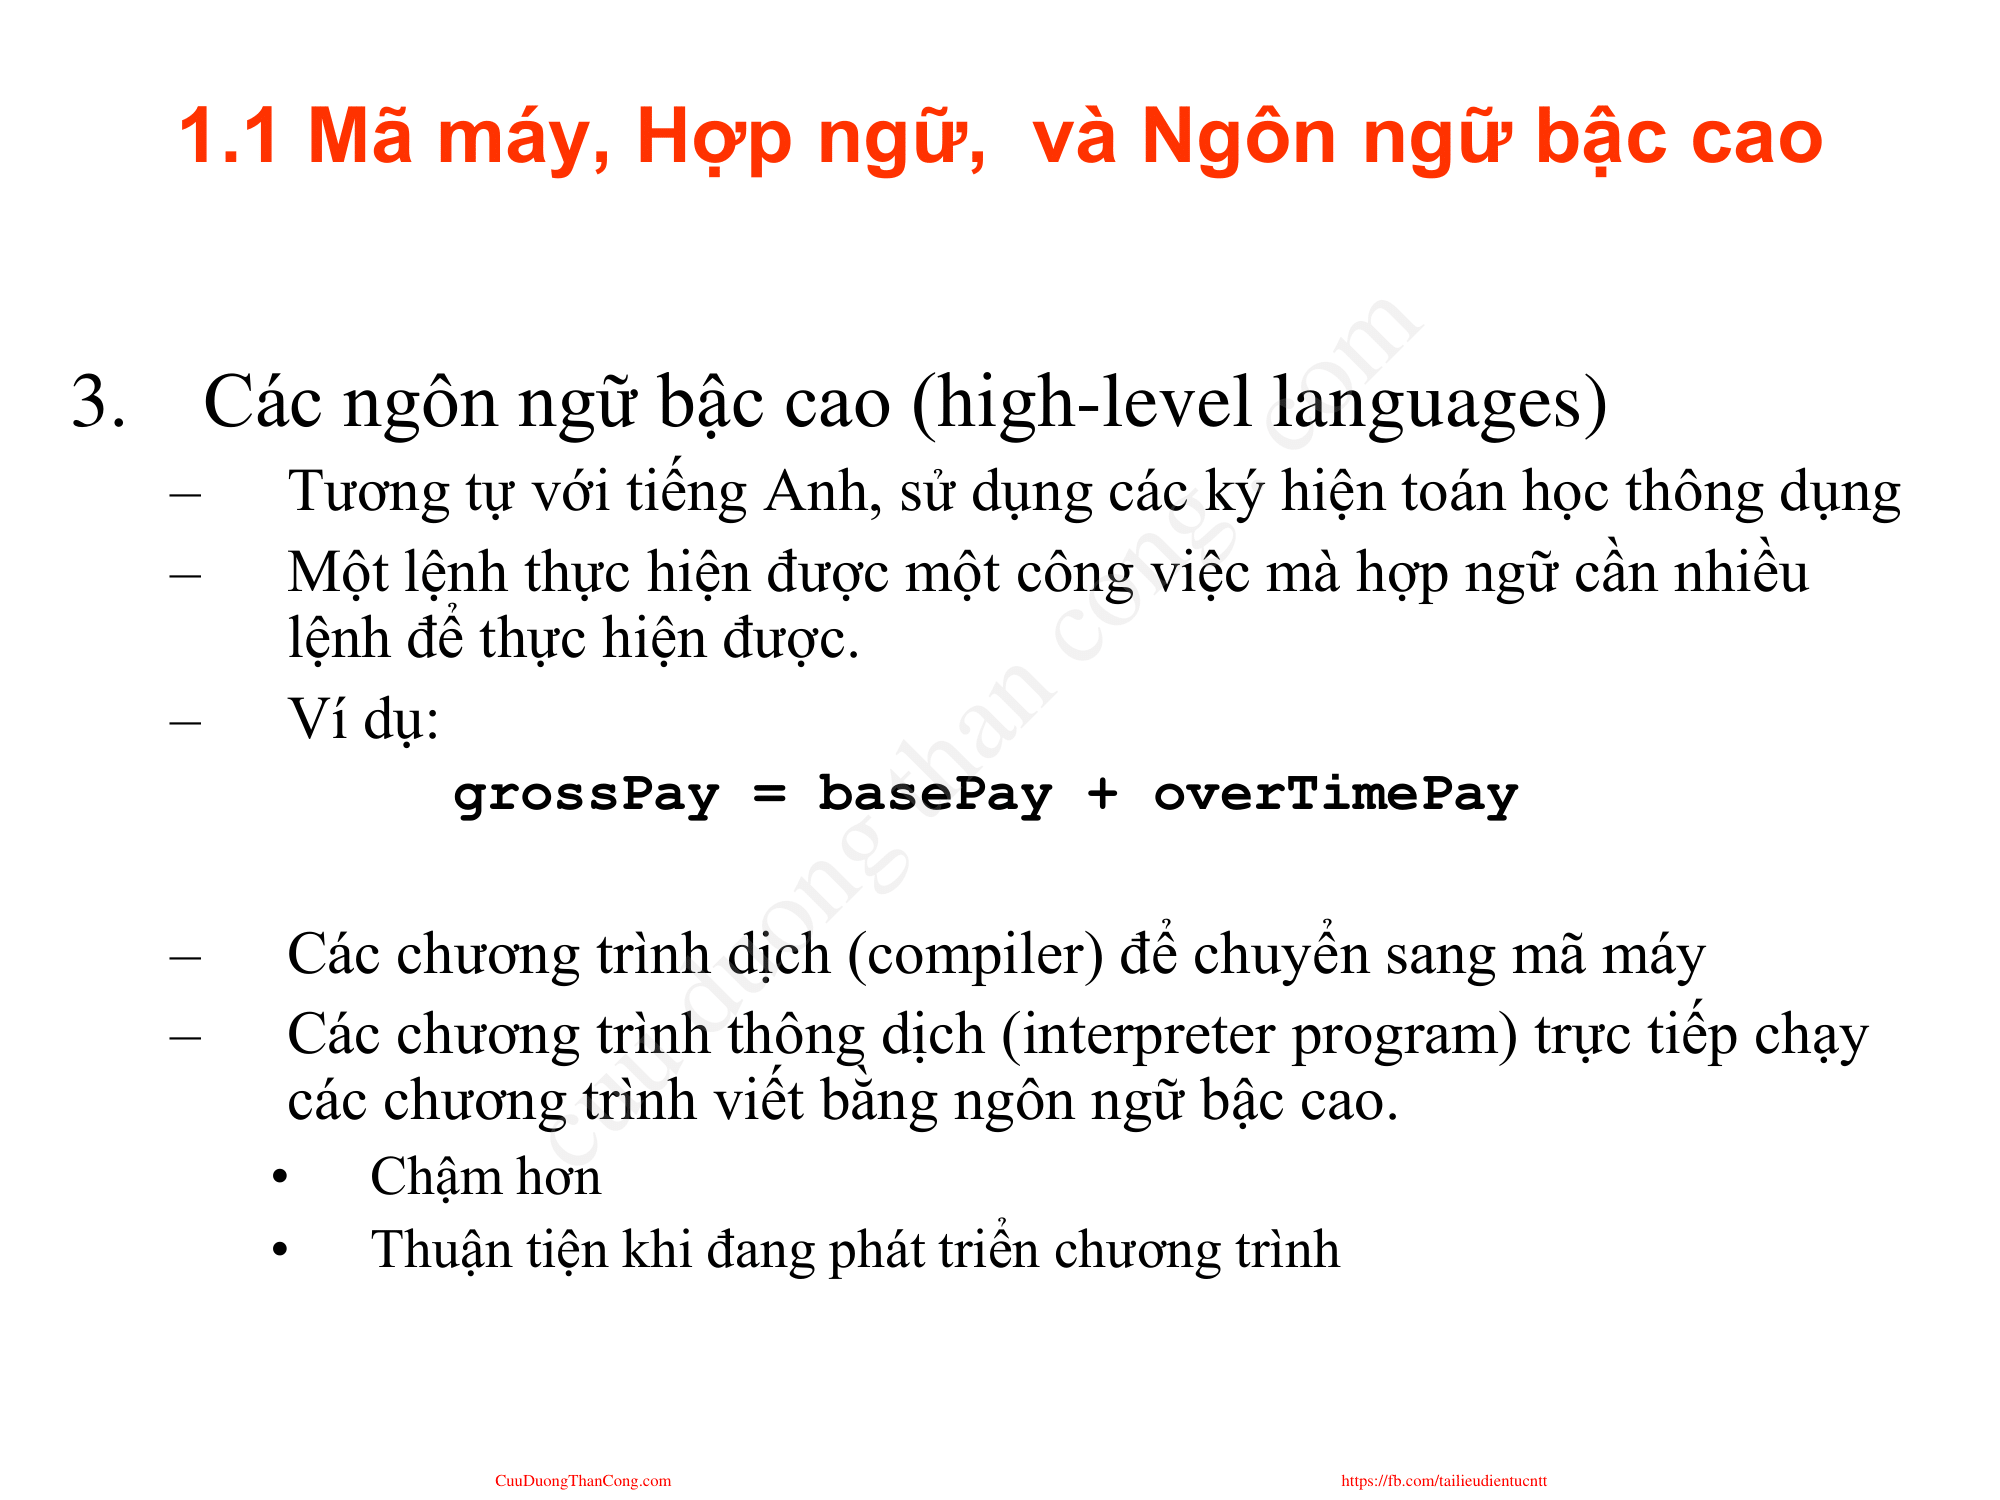 1.1 Mã máy, Hợp ngữ, và Ngôn ngữ bậc cao
3. Các ngôn ngữ bậc cao (high-level languages)
– Tương tự với tiếng Anh, sử dụng các ký hiện toán học thông dụng
– Một lệnh thực hiện được một công việc mà hợp ngữ cần nhiều
lệnh để thực hiện được.
– Ví dụ:
grossPay = basePay + overTimePay
– Các chương trình dịch (compiler) để chuyển sang mã máy
– Các chương trình thông dịch (interpreter program) trực tiếp chạy
các chương trình viết bằng ngôn ngữ bậc cao.
• Chậm hơn
• Thuận tiện khi đang phát triển chương trình
cuu duong than cong . com
CuuDuongThanCong.com
https://fb.com/tailieudientucntt